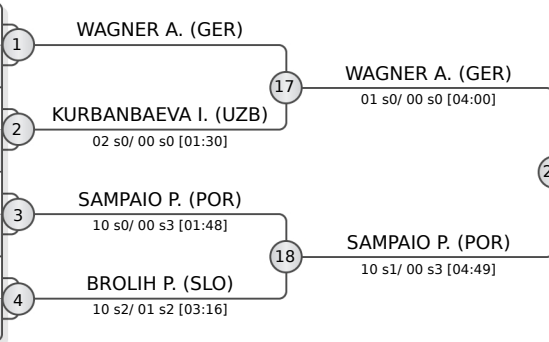 WAGNER A. (GER)
1
WAGNER A. (GER)
17
01 s0/ 00 s0 [04:00]
KURBANBAEVA I. (UZB)
2
02 s0/ 00 s0 [01:30]
SAMPAIO P. (POR)
3
10 s0/ 00 s3 [01:48]
SAMPAIO P. (POR)
18
10 s1/ 00 s3 [04:49]
BROLIH P. (SLO)
4
10 s2/ 01 s2 [03:16]